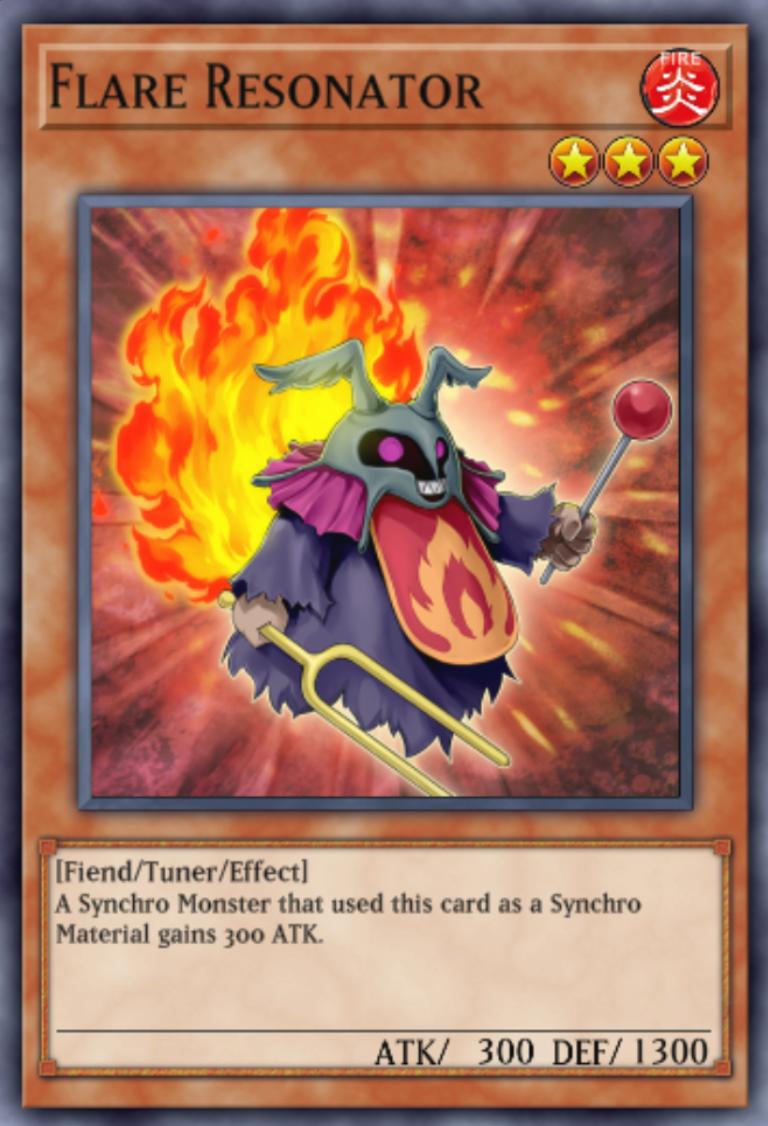 Flare Resonator
FIRE
炎
[Fiend/Tuner/Effect]
A Synchro Monster that used this card as a Synchro
Material gains 300 ATK.
ATK/ 300 DEF/ 1300